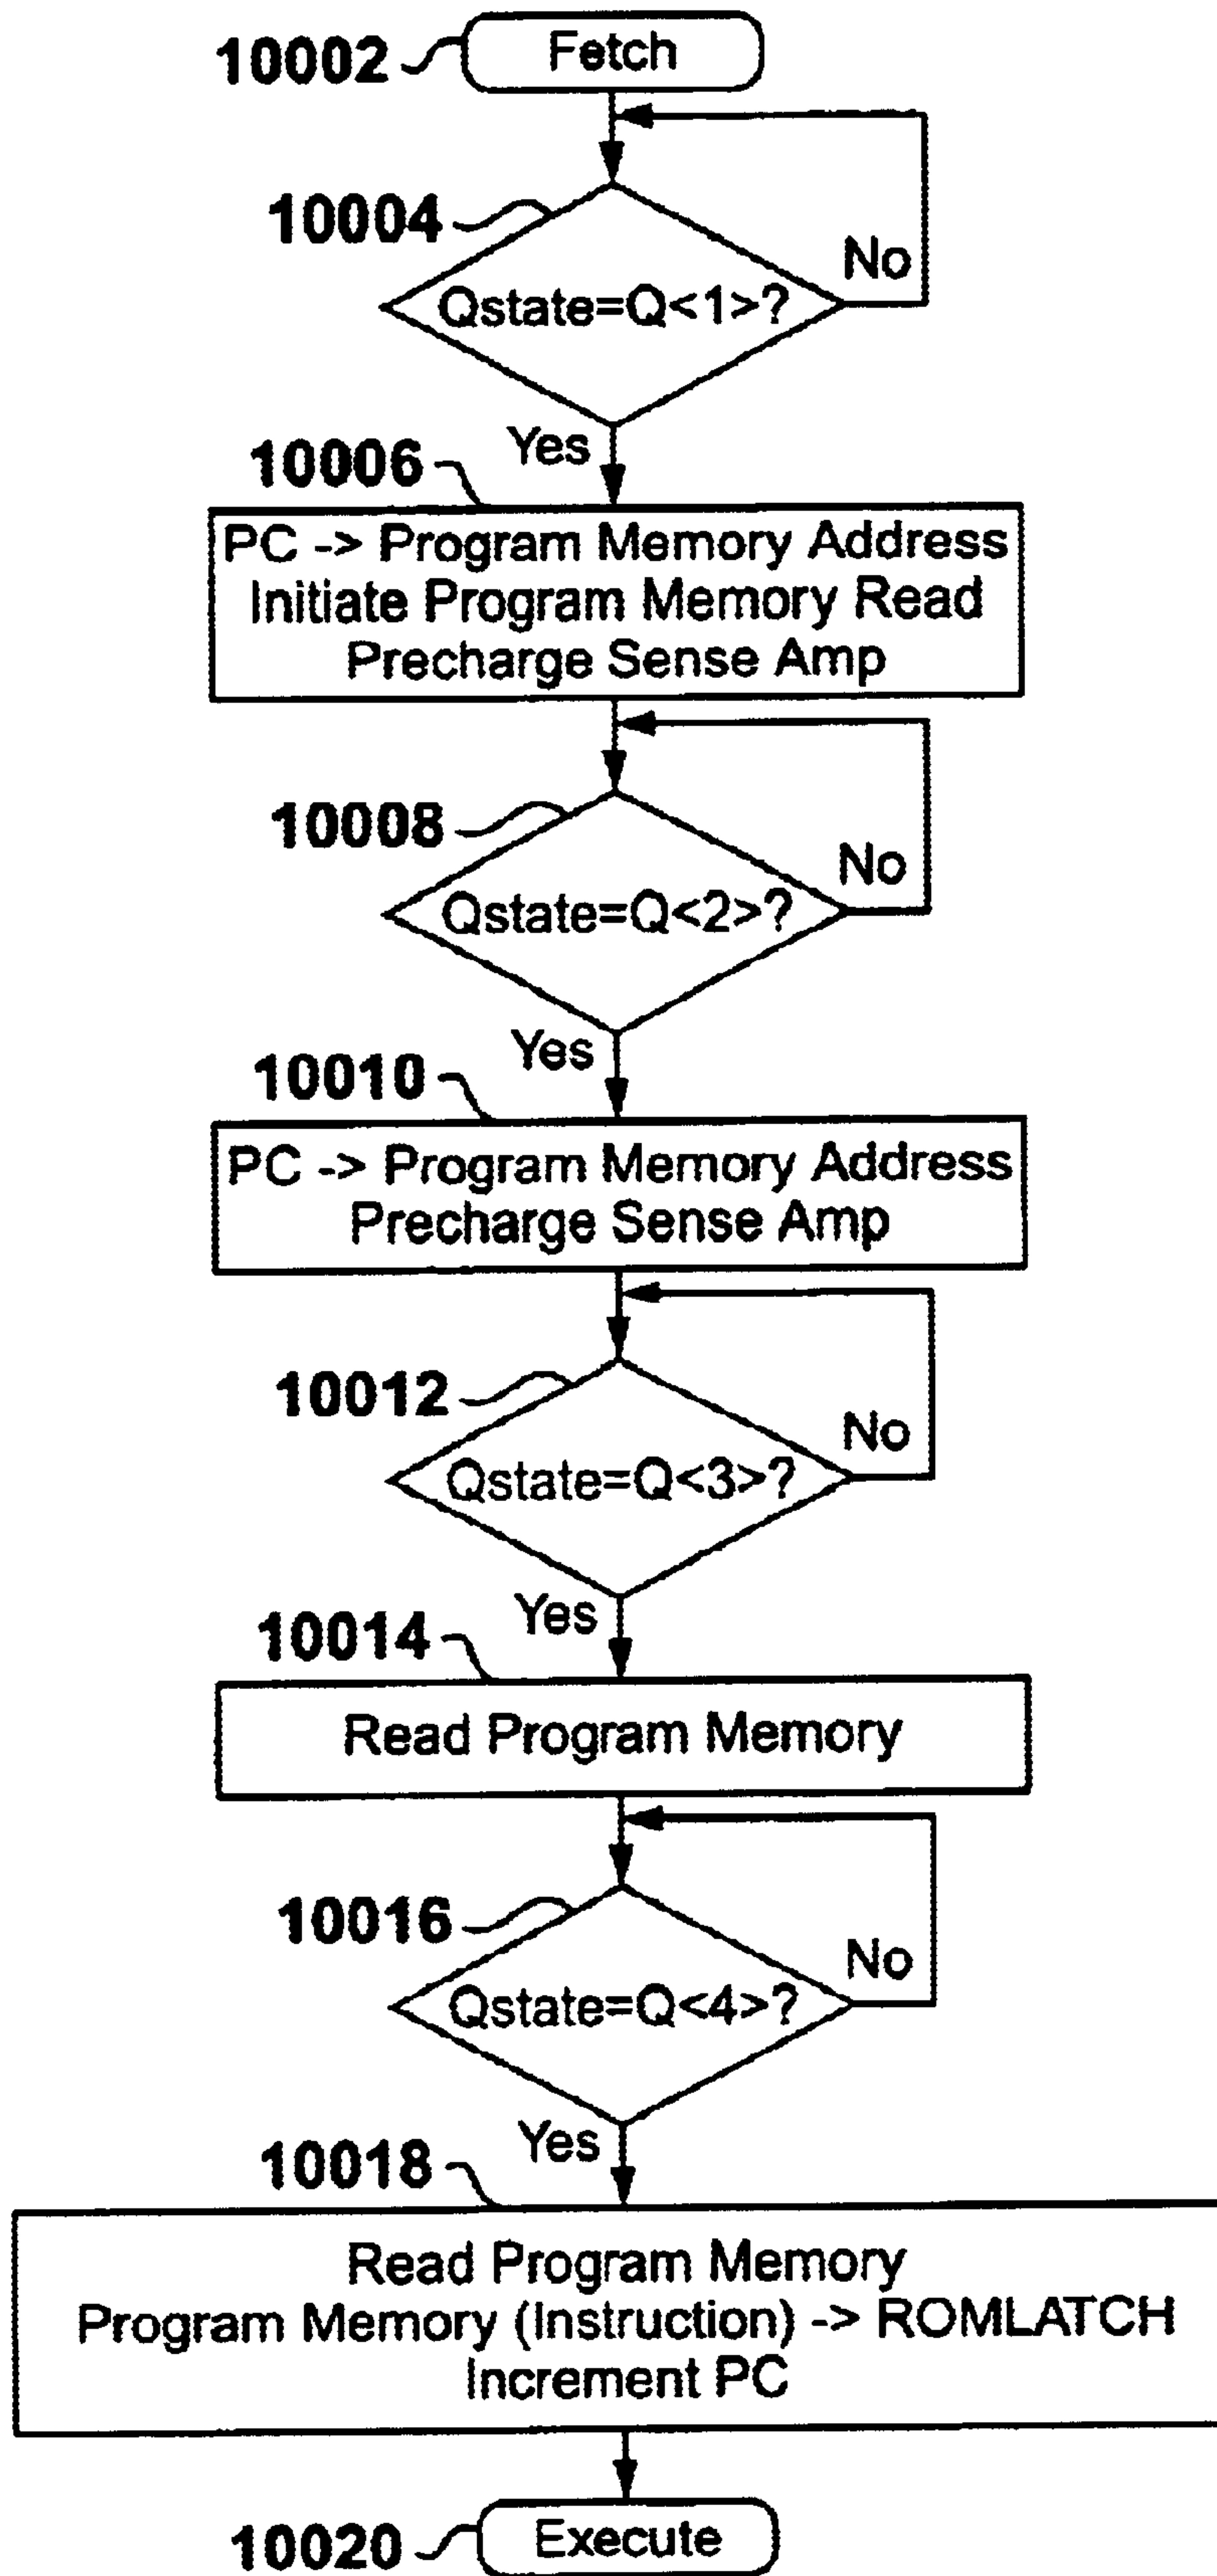 10002
Fetch
10004
No
Qstate=Q<1>?
Yes
10006
PC -> Program Memory Address
Initiate Program Memory Read
Precharge Sense Amp
10008
No
Qstate=Q<2>?
Yes
10010
PC -> Program Memory Address
Precharge Sense Amp
10012
No
Qstate=Q<3>?
Yes
10014
Read Program Memory
10016
No
Qstate=Q<4>?
Yes
10018
Read Program Memory
Program Memory (Instruction) -> ROMLATCH
Increment PC
10020
Execute